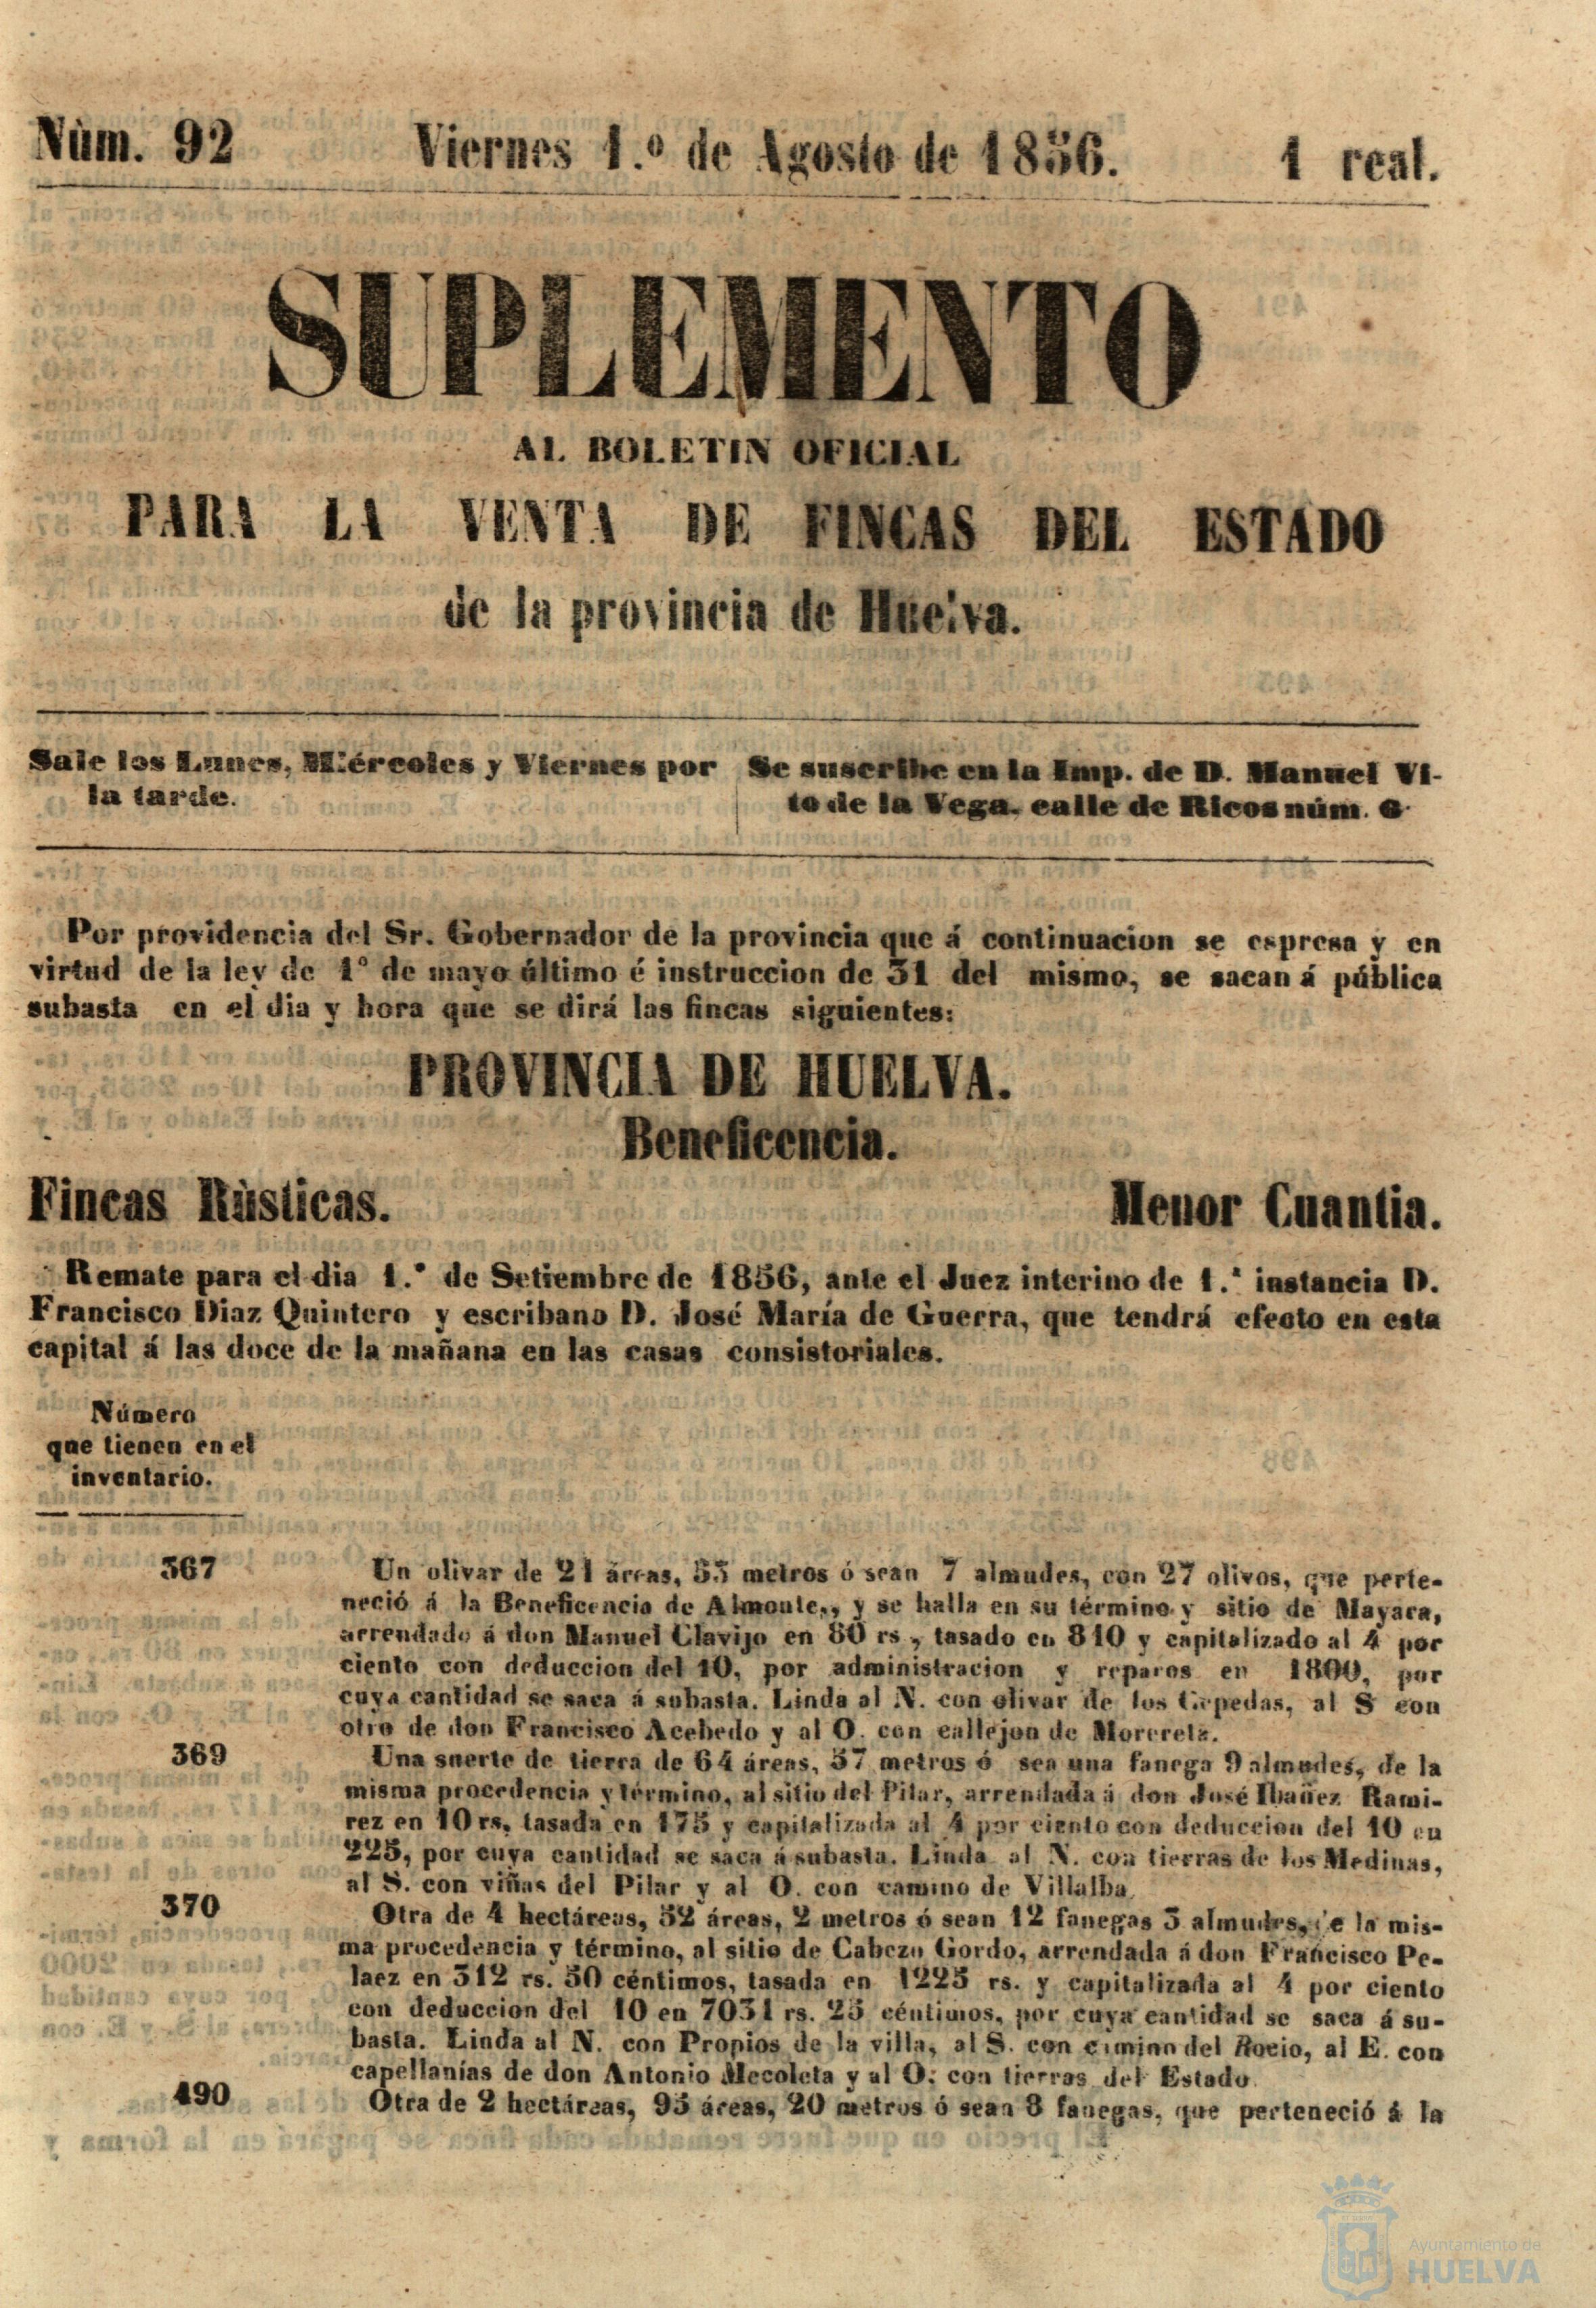 Núm. 92 Viernes 1.º de Agosto de 1856. 1 real.
SUPLEMENTO
AL BOLETIN OFICIAL
PARA LA VENTA DE FINCAS DEL ESTADO
de la provincia de Huelva.
Sale los Lunes, Miércoles y Viernes por
la tarde.
Se suscribe en la Imp. de D. Manuel Vi-
to de la Vega. calle de Ricos núm. 6
Por providencia del Sr. Gobernador de la provincia que á continuacion se espresa y en
virtud de la ley de 1º de mayo último é instruccion de 31 del mismo, se sacan á pública
subasta en el dia y hora que se dirá las fincas siguientes:
PROVINCIA DE HUELVA.
Beneficencia.
Fincas Rùsticas. Menor Cuantia.
Remate para el dia 1.º de Setiembre de 1856, ante el Juez interino de 1.ª instancia D.
Francisco Diaz Quintero y escribano D. José María de Guerra, que tendrá efecto en esta
capital á las doce de la mañana en las casas consistoriales.
Número
que tienen en el
inventario.
367 Un olivar de 21 áreas, 53 metros ó sean 7 almudes, con 27 olivos, que perte-
neció á la Beneficencia de Almonte,, y se halla en su término y sitio de Mayara,
arrendado á don Manuel Clavijo en 80 rs, tasado en 810 y capitalizado al 4 por
ciento con deduccion del 10, por administracion y reparos en 1800, por
cuya cantidad se saca á subasta. Linda al N. con olivar de los Cepedas, al S con
otro de don Francisco Acebedo y al O. con callejon de Morereta.
369 Una suerte de tierra de 64 áreas, 57 metros ó sea una fanega 9 almudes, de la
misma procedencia y término, al sitio del Pilar, arrendada á don José Ibañez Rami-
rez en 10 rs, tasada en 175 y capitalizada al 4 por ciento con deduccion del 10 en
225, por cuya cantidad se saca á subasta. Linda al N. con tierras de los Medinas,
al S. con viñas del Pilar y al O. con camino de Villalba
370 Otra de 4 hectáreas, 52 áreas, 2 metros ó sean 12 fanegas 3 almudes, de la mis-
ma procedencia y término, al sitio de Cabezo Gordo, arrendada á don Francisco Pe-
laez en 312 rs. 50 céntimos, tasada en 1225 rs. y capitalizada al 4 por ciento
con deduccion del 10 en 7031 rs. 25 céntimos, por cuya cantidad se saca á su-
basta. Linda al N. con Propios de la villa, al S. con camino del Rocio, al E. con
capellanías de don Antonio Mecoleta y al O. con tierras del Estado.
490 Otra de 2 hectáreas, 95 áreas, 20 metros ó sean 8 fanegas, que perteneció á la
Ayuntamiento de
HUELVA